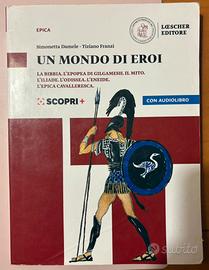 EPICA
LOESCHER
EDITORE
Simonetta Damele · Tiziano Franzi
UN MONDO DI EROI
LA BIBBIA. L'EPOPEA DI GILGAMESH. IL MITO.
L'ILIADE. L'ODISSEA. L'ENEIDE.
L'EPICA CAVALLERESCA.
SCOPRI+
CON AUDIOLIBRO
subito